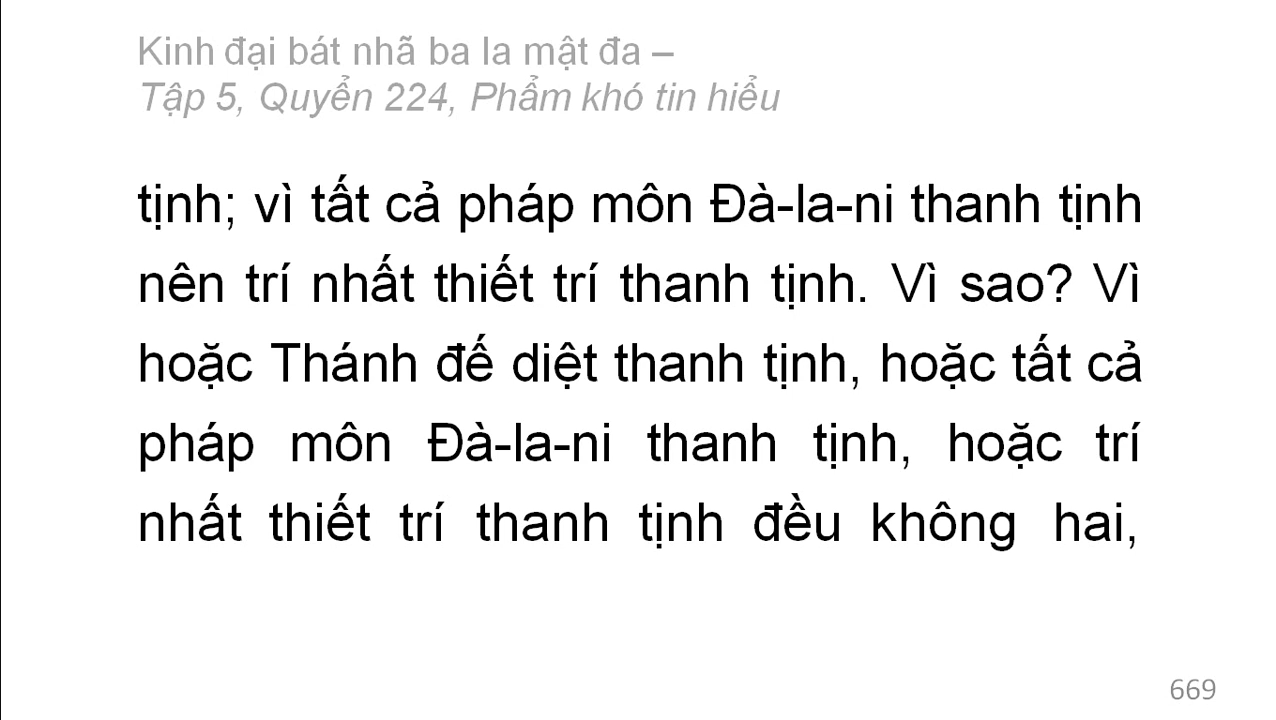 Kinh đại bát nhã ba la mật đa –
Tập 5, Quyển 224, Phẩm khó tin hiểu
tịnh; vì tất cả pháp môn Đà-la-ni thanh tịnh
nên trí nhất thiết trí thanh tịnh. Vì sao? Vì
hoặc Thánh đế diệt thanh tịnh, hoặc tất cả
pháp môn Đà-la-ni thanh tịnh, hoặc trí
nhất thiết trí thanh tịnh đều không hai,
669